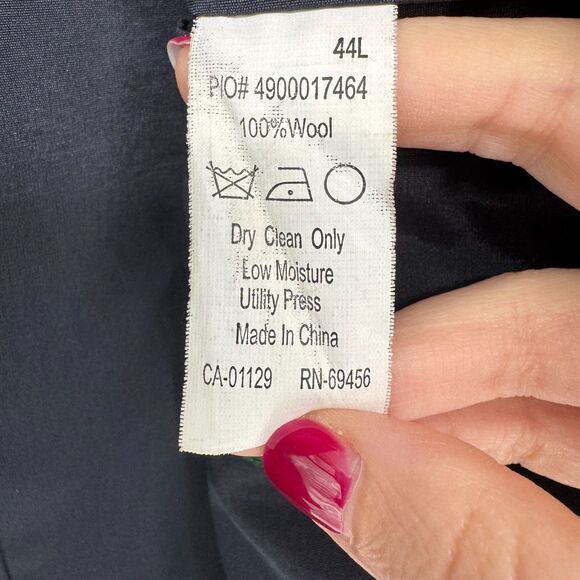 44L
PIO# 4900017464
100%Wool
Dry Clean Only
Low Moisture
Utility Press
Made In China
CA-01129 RN-69456